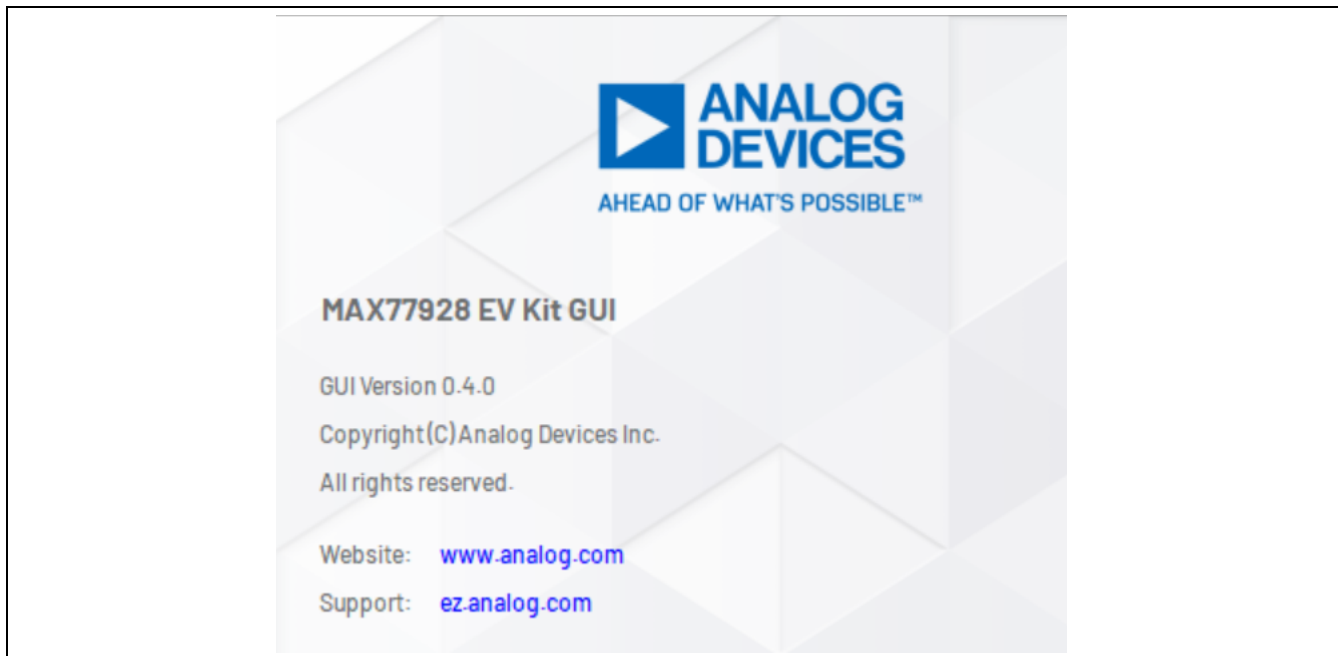 ANALOG
DEVICES
AHEAD OF WHAT'S POSSIBLE™
MAX77928 EV Kit GUI
GUI Version 0.4.0
Copyright (C) Analog Devices Inc.
All rights reserved.
Website: www.analog.com
Support: ez.analog.com